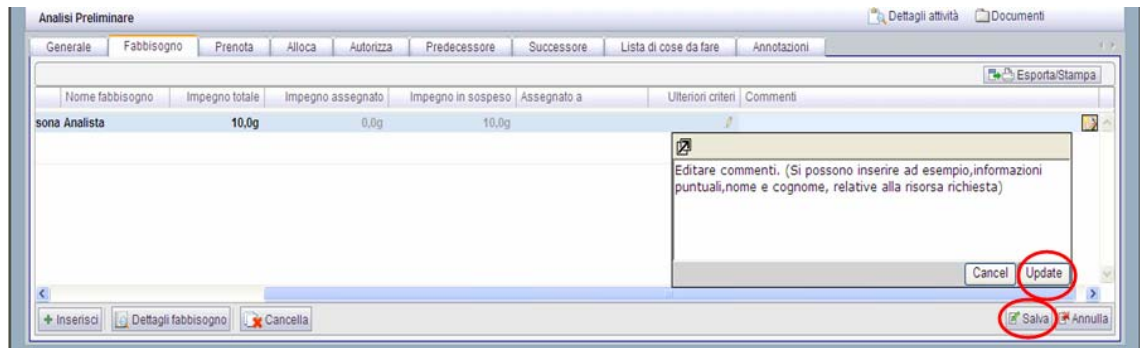 Analisi Preliminare Dettagli attività Documenti
Generale Fabbisogno Prenota Alloca Autorizza Predecessore Successore Lista di cose da fare Annotazioni
Esporta/Stampa
Nome fabbisogno Impegno totale Impegno assegnato Impegno in sospeso Assegnato a Ulteriori criteri Commenti
sona Analista 10,0g 0,0g 10,0g
Editare commenti. (Si possono inserire ad esempio,informazioni
puntuali,nome e cognome, relative alla risorsa richiesta)
Cancel Update
Inserisci Dettagli fabbisogno Cancella Salva Annulla